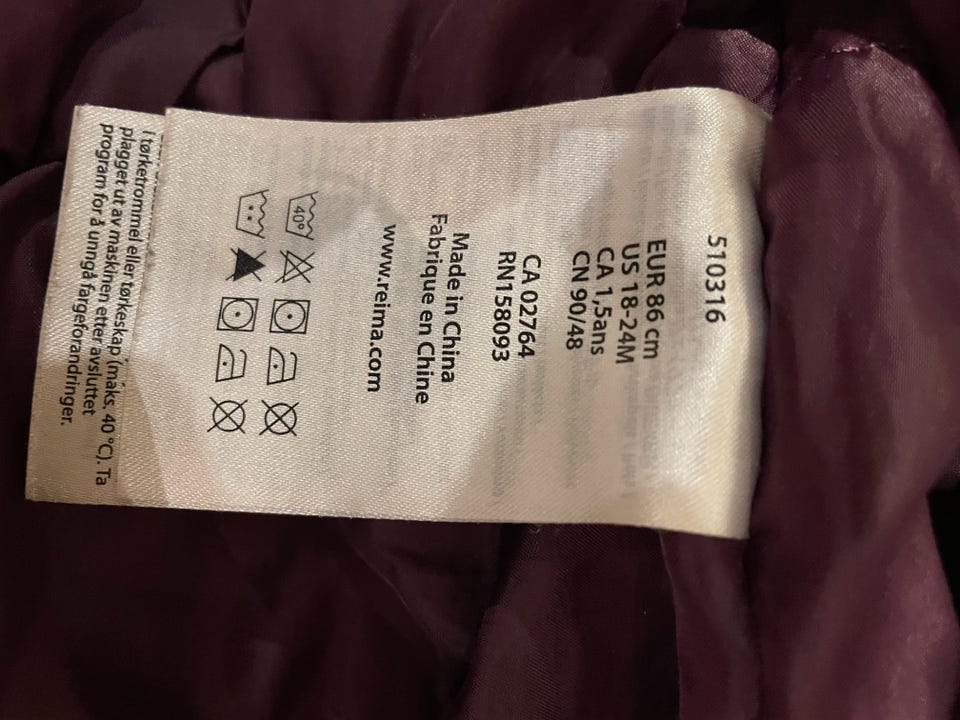 510316
EUR 86 cm
US 18-24M
CA 1,5ans
CN 90/48
CA 02764
RN158093
Made in China
Fabrique en Chine
www.reima.com
40°
i tørketrommel eller tørkeskap (maks. 40 °C). Ta
plagget ut av maskinen etter avsluttet
program for å unngå fargeforandringer.